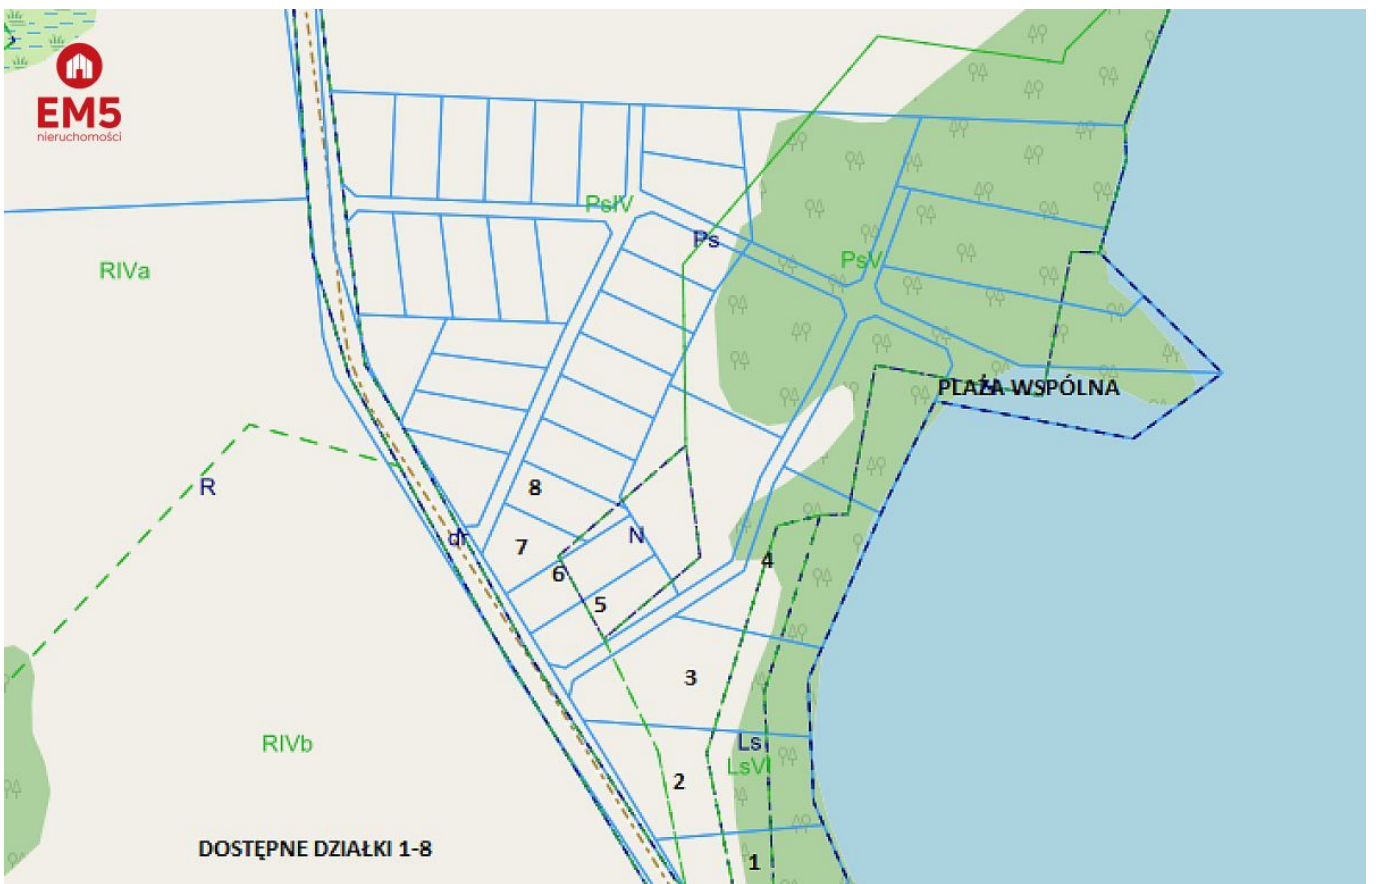 EM5
nieruchomości
PsIV
Ps
PsV
RIVa
PLAŻA WSPÓLNA
R
8
dr
7
N
6
4
5
3
RIVb
Ls
LsVI
2
DOSTĘPNE DZIAŁKI 1-8
1